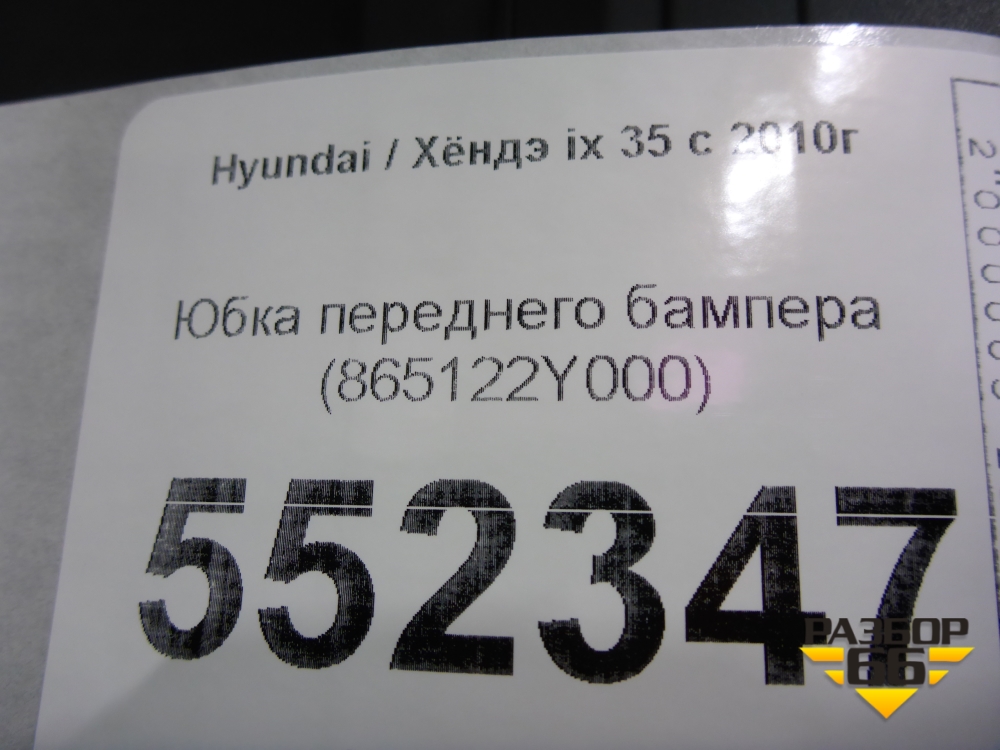 Hyundai / Хёндэ ix 35 с 2010г
Юбка переднего бампера
(865122Y000)
552347
РАЗБОР
66